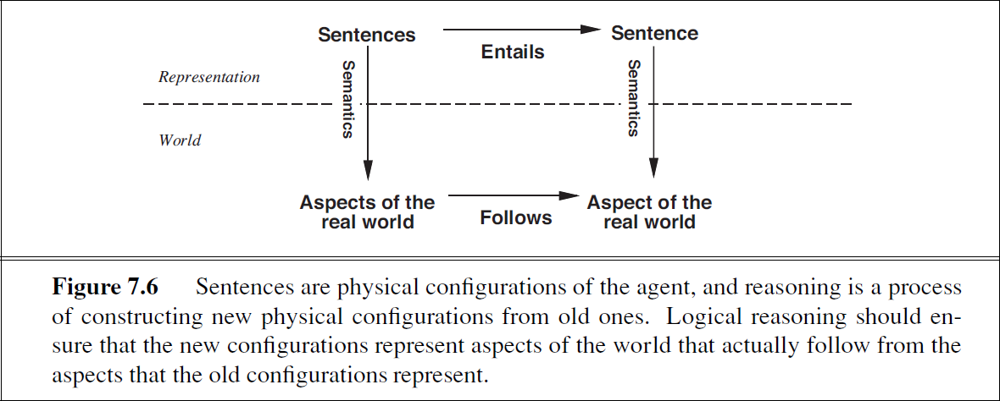 Sentences
Sentence
Entails
Semantics
Semantics
Representation
World
Aspects of the
real world
Follows
Aspect of the
real world
Figure 7.6 Sentences are physical configurations of the agent, and reasoning is a process
of constructing new physical configurations from old ones. Logical reasoning should en-
sure that the new configurations represent aspects of the world that actually follow from the
aspects that the old configurations represent.